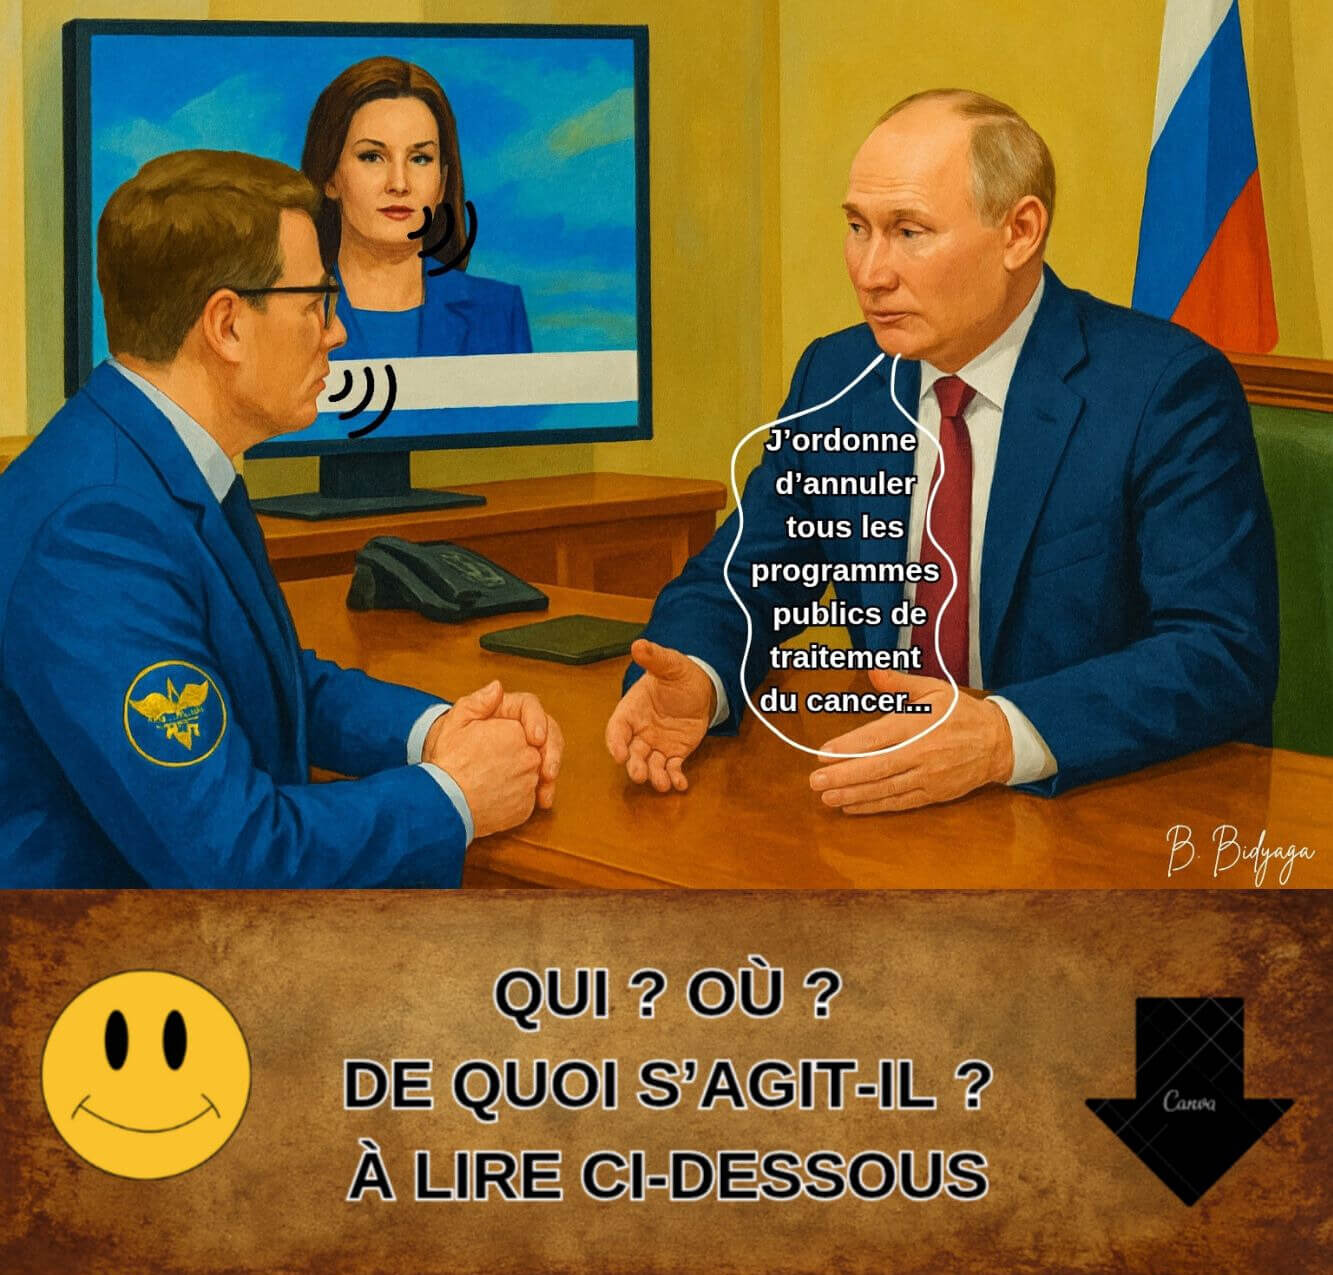 J’ordonne
d’annuler
tous les
programmes
publics de
traitement
du cancer...
B. Bidyaga
QUI ? OÙ ?
DE QUOI S’AGIT-IL ?
Canva
À LIRE CI-DESSOUS